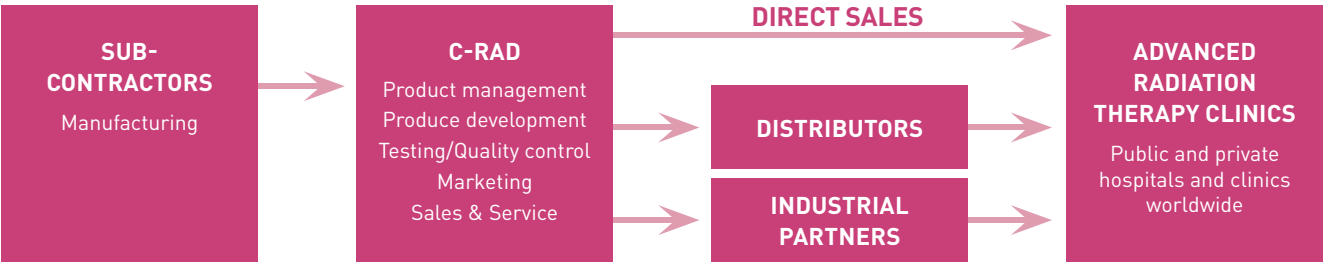 SUB-
CONTRACTORS
Manufacturing
C-RAD
Product management
Produce development
Testing/Quality control
Marketing
Sales & Service
DIRECT SALES
DISTRIBUTORS
INDUSTRIAL
PARTNERS
ADVANCED
RADIATION
THERAPY CLINICS
Public and private
hospitals and clinics
worldwide